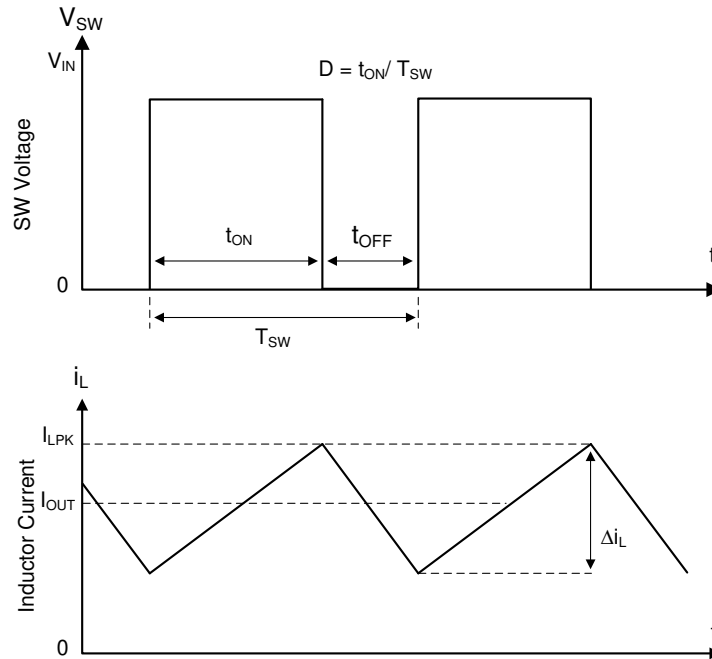 V_SW
V_IN
D = t_ON/ T_SW
SW Voltage
t_ON
t_OFF
t
0
T_SW
i_L
I_LPK
I_OUT
Inductor Current
Δi_L
0